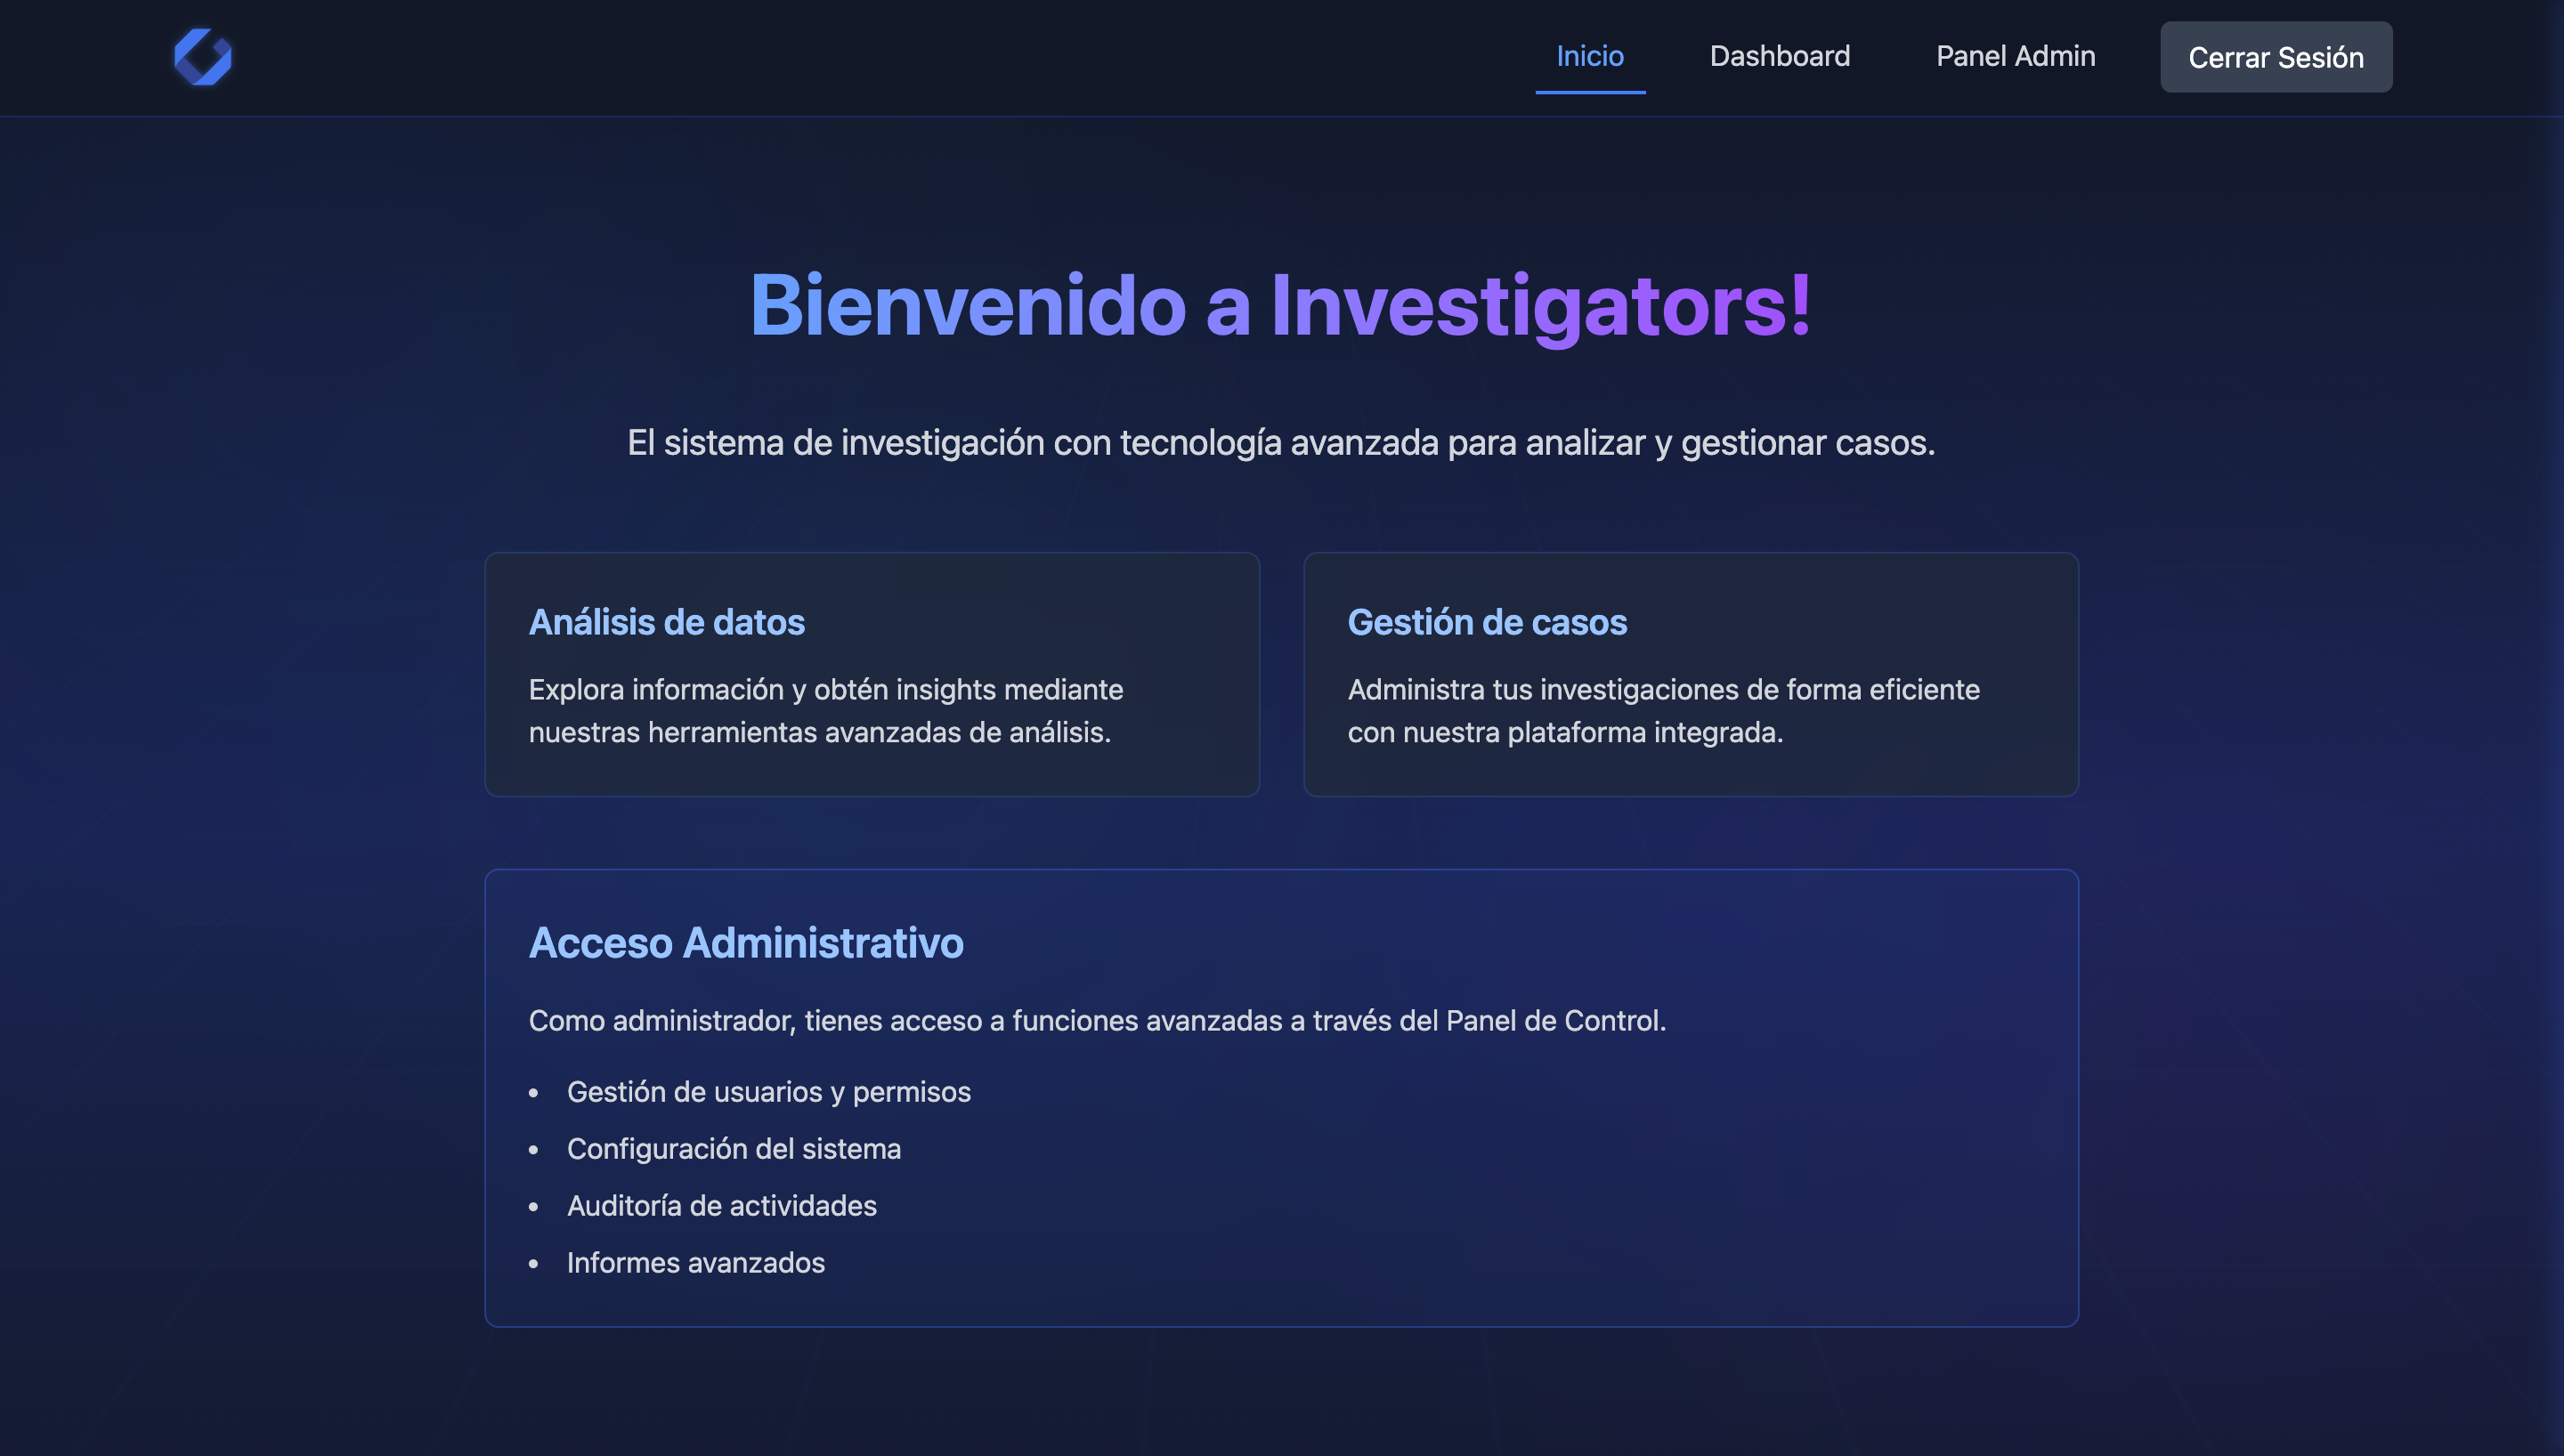 Inicio
Dashboard
Panel Admin
Cerrar Sesión
Bienvenido a Investigators!
El sistema de investigación con tecnología avanzada para analizar y gestionar casos.
Análisis de datos
Explora información y obtén insights mediante
nuestras herramientas avanzadas de análisis.
Gestión de casos
Administra tus investigaciones de forma eficiente
con nuestra plataforma integrada.
Acceso Administrativo
Como administrador, tienes acceso a funciones avanzadas a través del Panel de Control.
• Gestión de usuarios y permisos
• Configuración del sistema
• Auditoría de actividades
• Informes avanzados